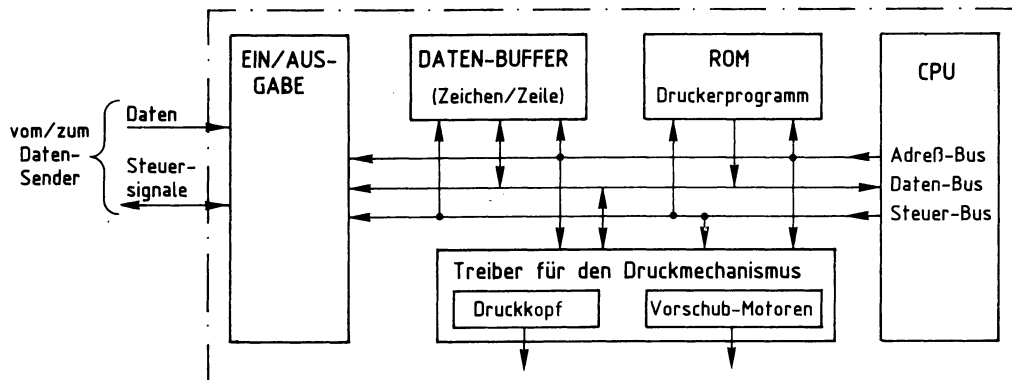 EIN/AUS-
GABE
DATEN-BUFFER
(Zeichen/Zeile)
ROM
Druckerprogramm
CPU
vom/zum
Daten-
Sender
Daten
Steuer-
signale
Adreß-Bus
Daten-Bus
Steuer-Bus
Treiber für den Druckmechanismus
Druckkopf
Vorschub-Motoren